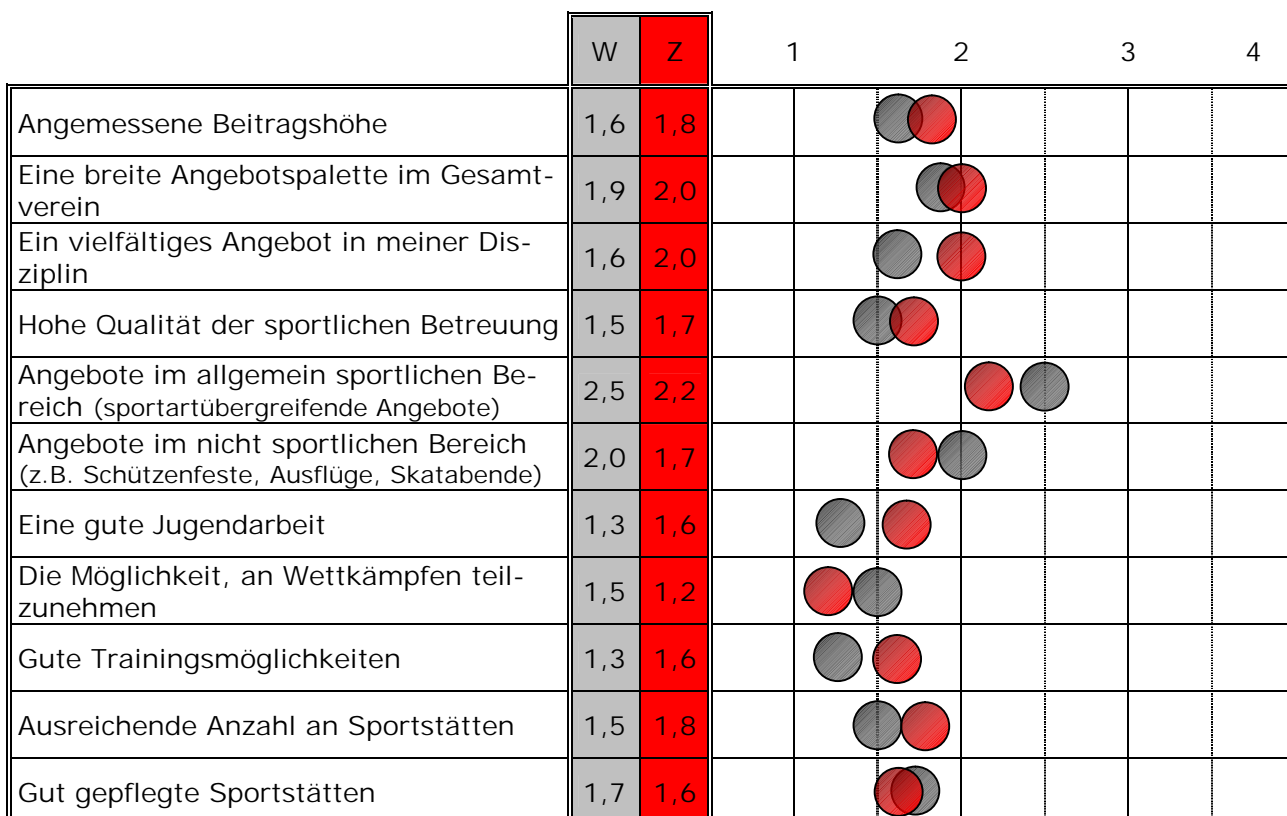 W Z 1 2 3 4
Angemessene Beitragshöhe 1,6 1,8
Eine breite Angebotspalette im Gesamt-
verein 1,9 2,0
Ein vielfältiges Angebot in meiner Dis-
ziplin 1,6 2,0
Hohe Qualität der sportlichen Betreuung 1,5 1,7
Angebote im allgemein sportlichen Be-
reich (sportartübergreifende Angebote) 2,5 2,2
Angebote im nicht sportlichen Bereich
(z.B. Schützenfeste, Ausflüge, Skatabende) 2,0 1,7
Eine gute Jugendarbeit 1,3 1,6
Die Möglichkeit, an Wettkämpfen teil-
zunehmen 1,5 1,2
Gute Trainingsmöglichkeiten 1,3 1,6
Ausreichende Anzahl an Sportstätten 1,5 1,8
Gut gepflegte Sportstätten 1,7 1,6